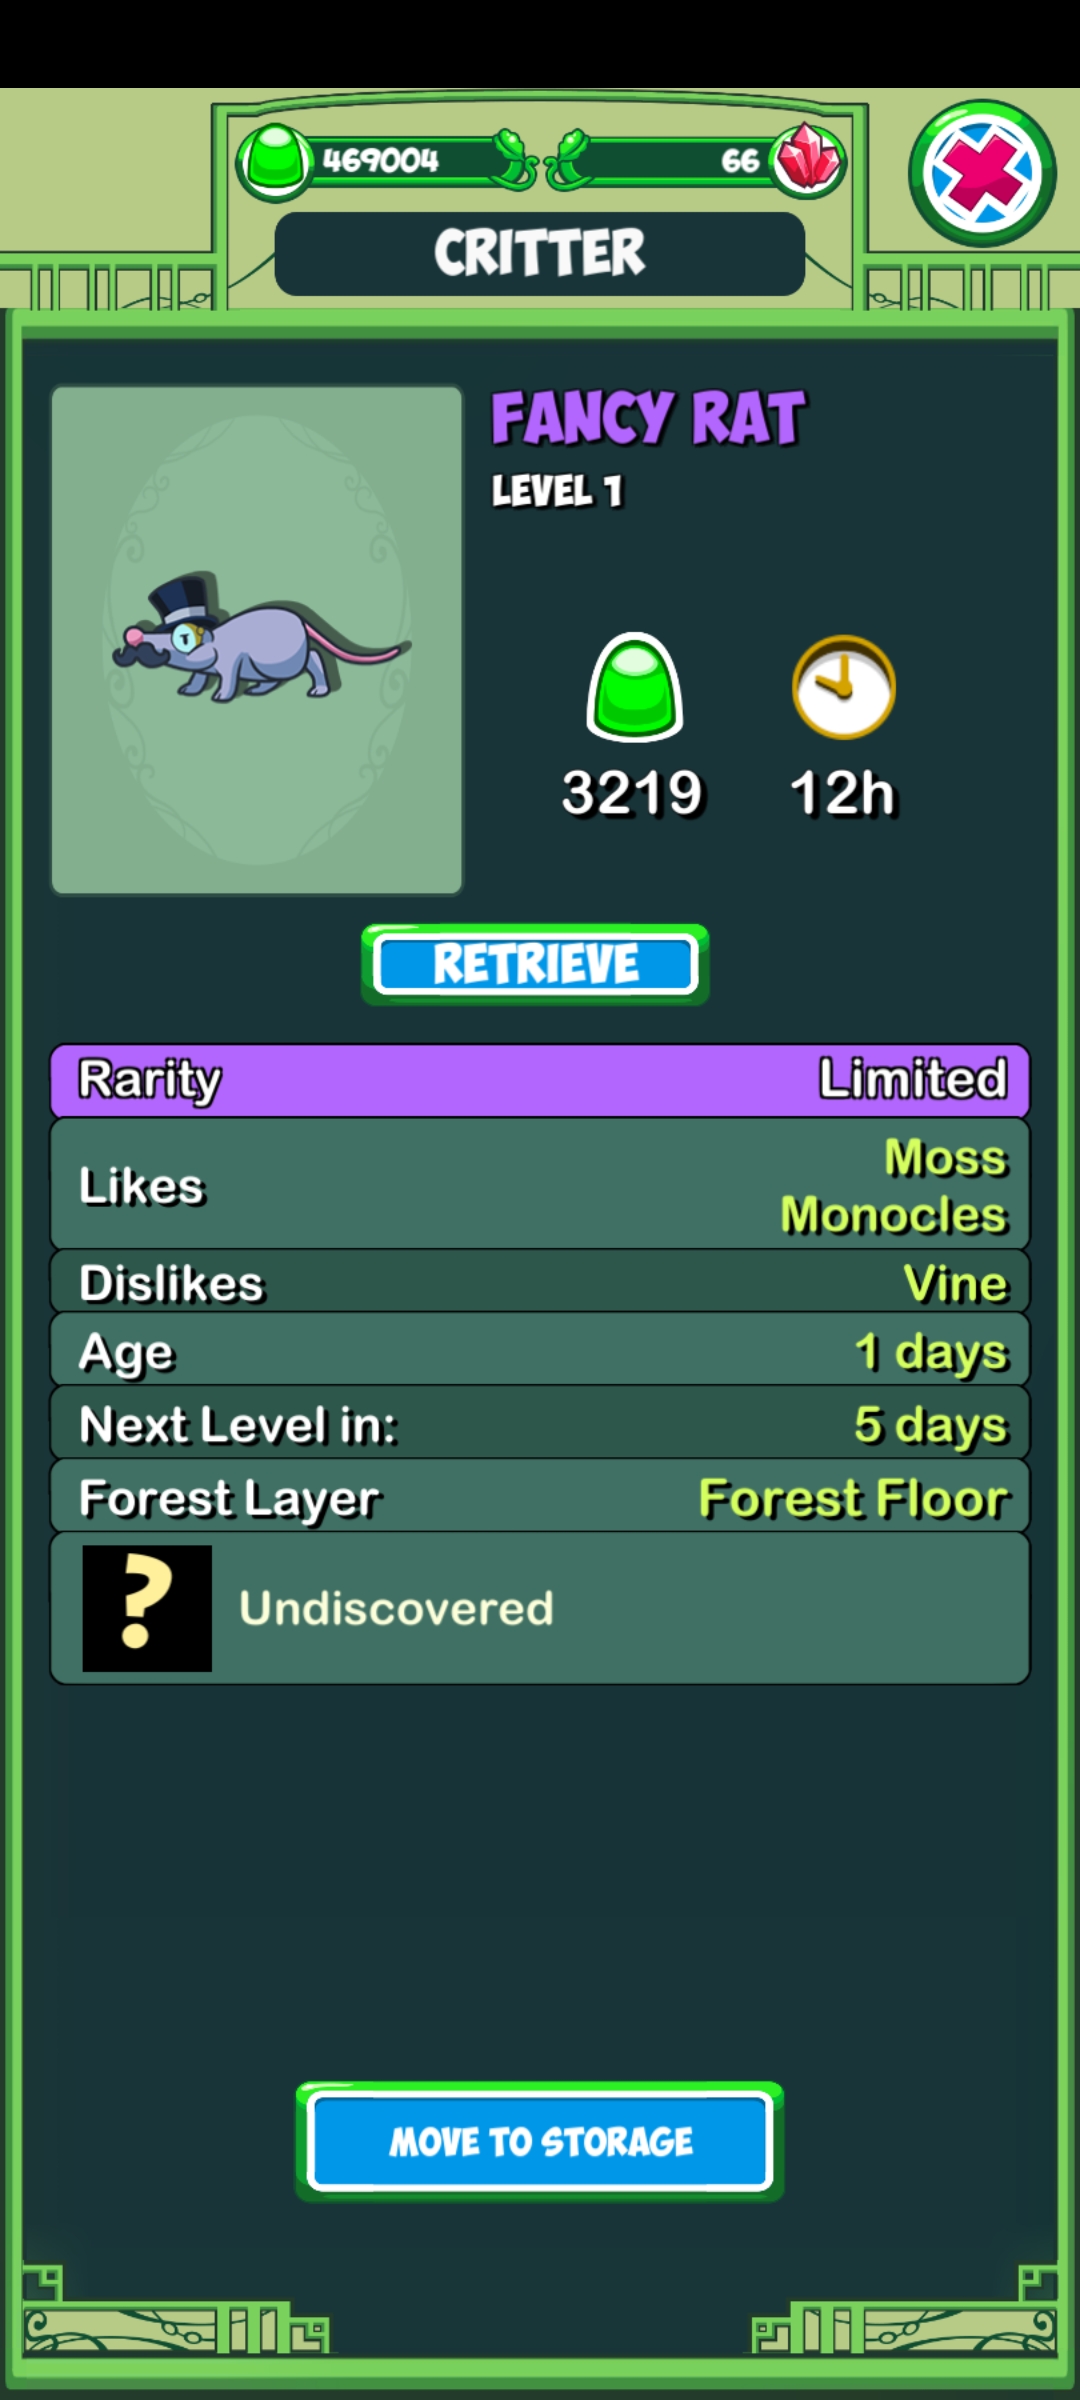 469004
66
CRITTER
FANCY RAT
LEVEL 1
3219
12h
RETRIEVE
Rarity Limited
Likes Moss
Monocles
Dislikes Vine
Age 1 days
Next Level in: 5 days
Forest Layer Forest Floor
? Undiscovered
MOVE TO STORAGE